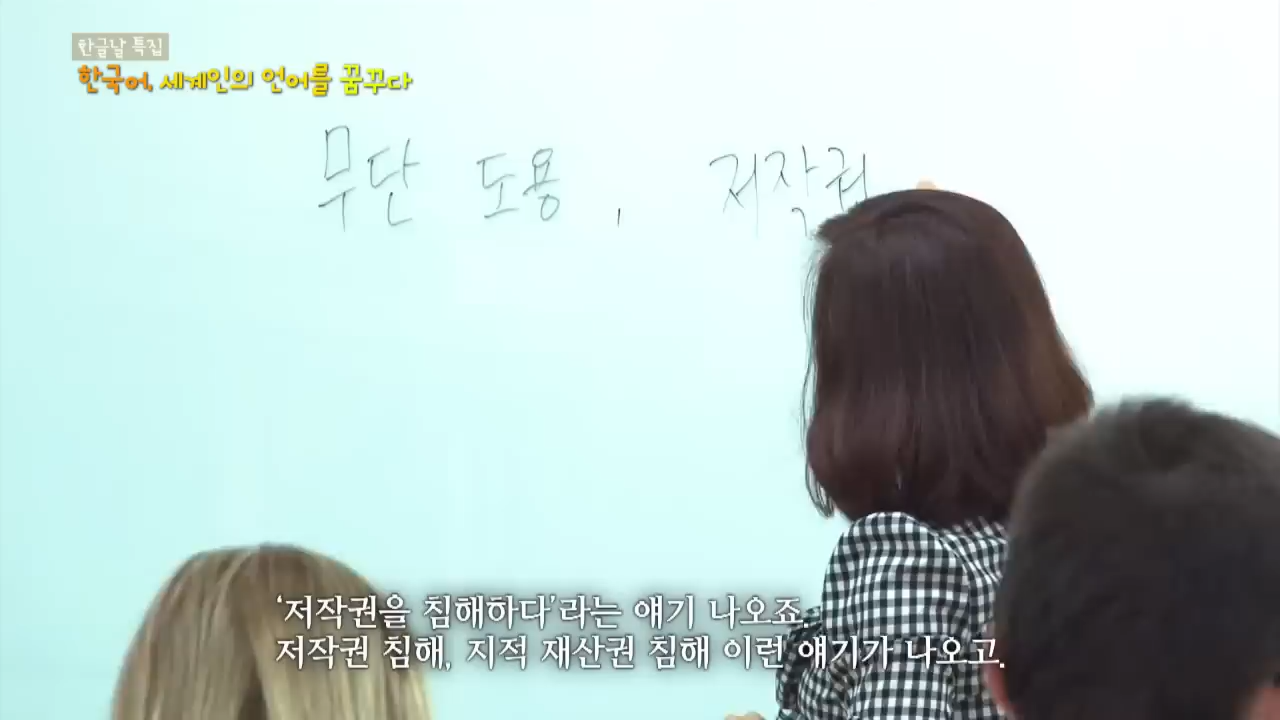 한글날 특집
한국어, 세계인의 언어를 꿈꾸다
무단 도용, 저작권
‘저작권을 침해하다’라는 얘기 나오죠.
저작권 침해, 지적 재산권 침해 이런 얘기가 나오고.